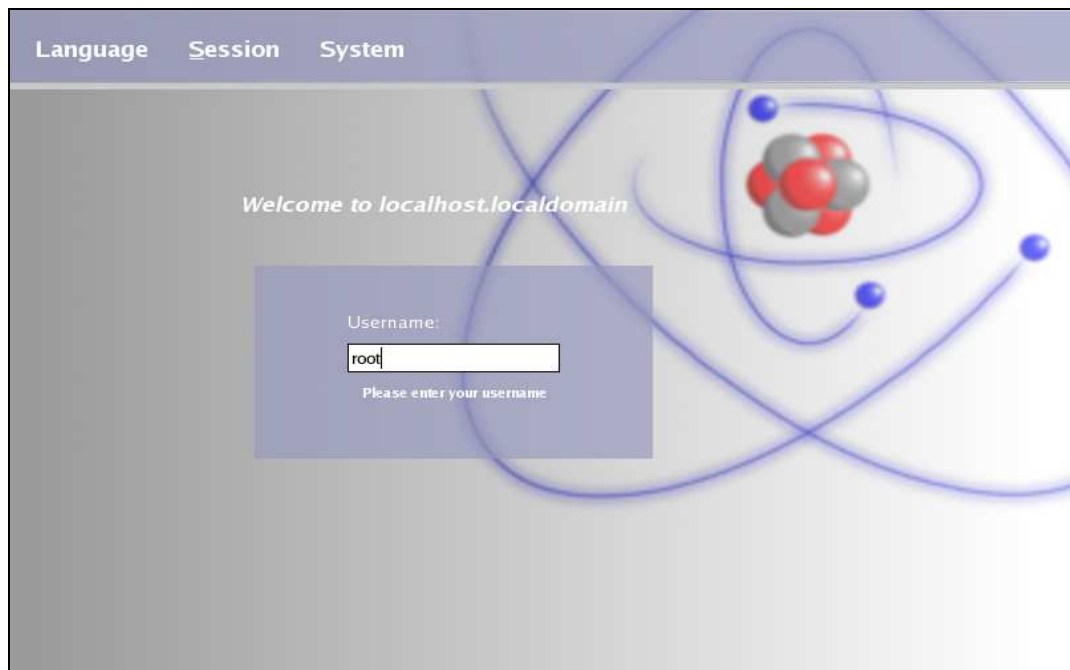 Language Session System
Welcome to localhost.localdomain
Username:
root
Please enter your username